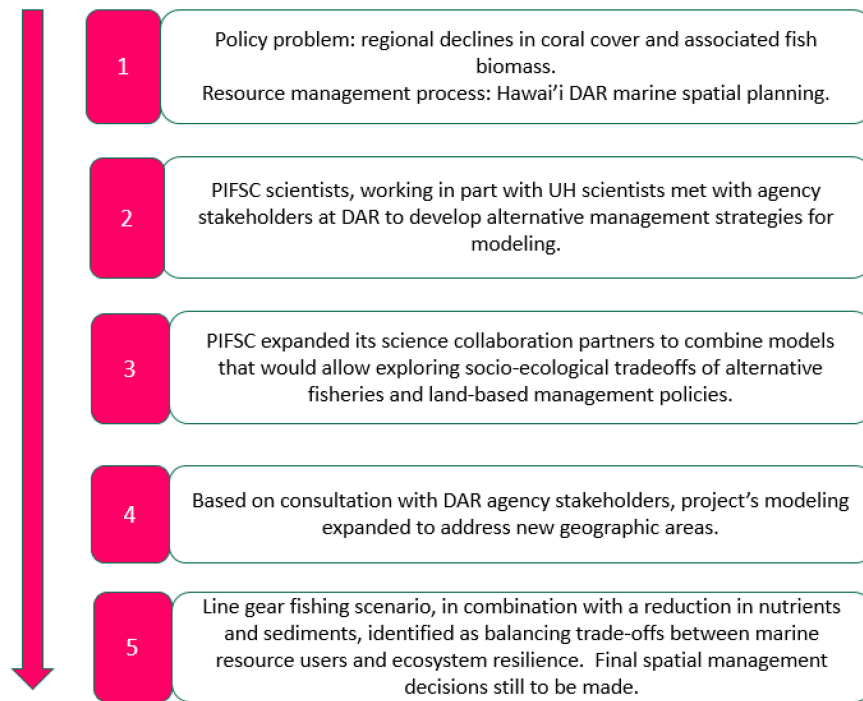 1
Policy problem: regional declines in coral cover and associated fish
biomass.
Resource management process: Hawai’i DAR marine spatial planning.
2
PIFSC scientists, working in part with UH scientists met with agency
stakeholders at DAR to develop alternative management strategies for
modeling.
3
PIFSC expanded its science collaboration partners to combine models
that would allow exploring socio-ecological tradeoffs of alternative
fisheries and land-based management policies.
4
Based on consultation with DAR agency stakeholders, project’s modeling
expanded to address new geographic areas.
5
Line gear fishing scenario, in combination with a reduction in nutrients
and sediments, identified as balancing trade-offs between marine
resource users and ecosystem resilience.  Final spatial management
decisions still to be made.